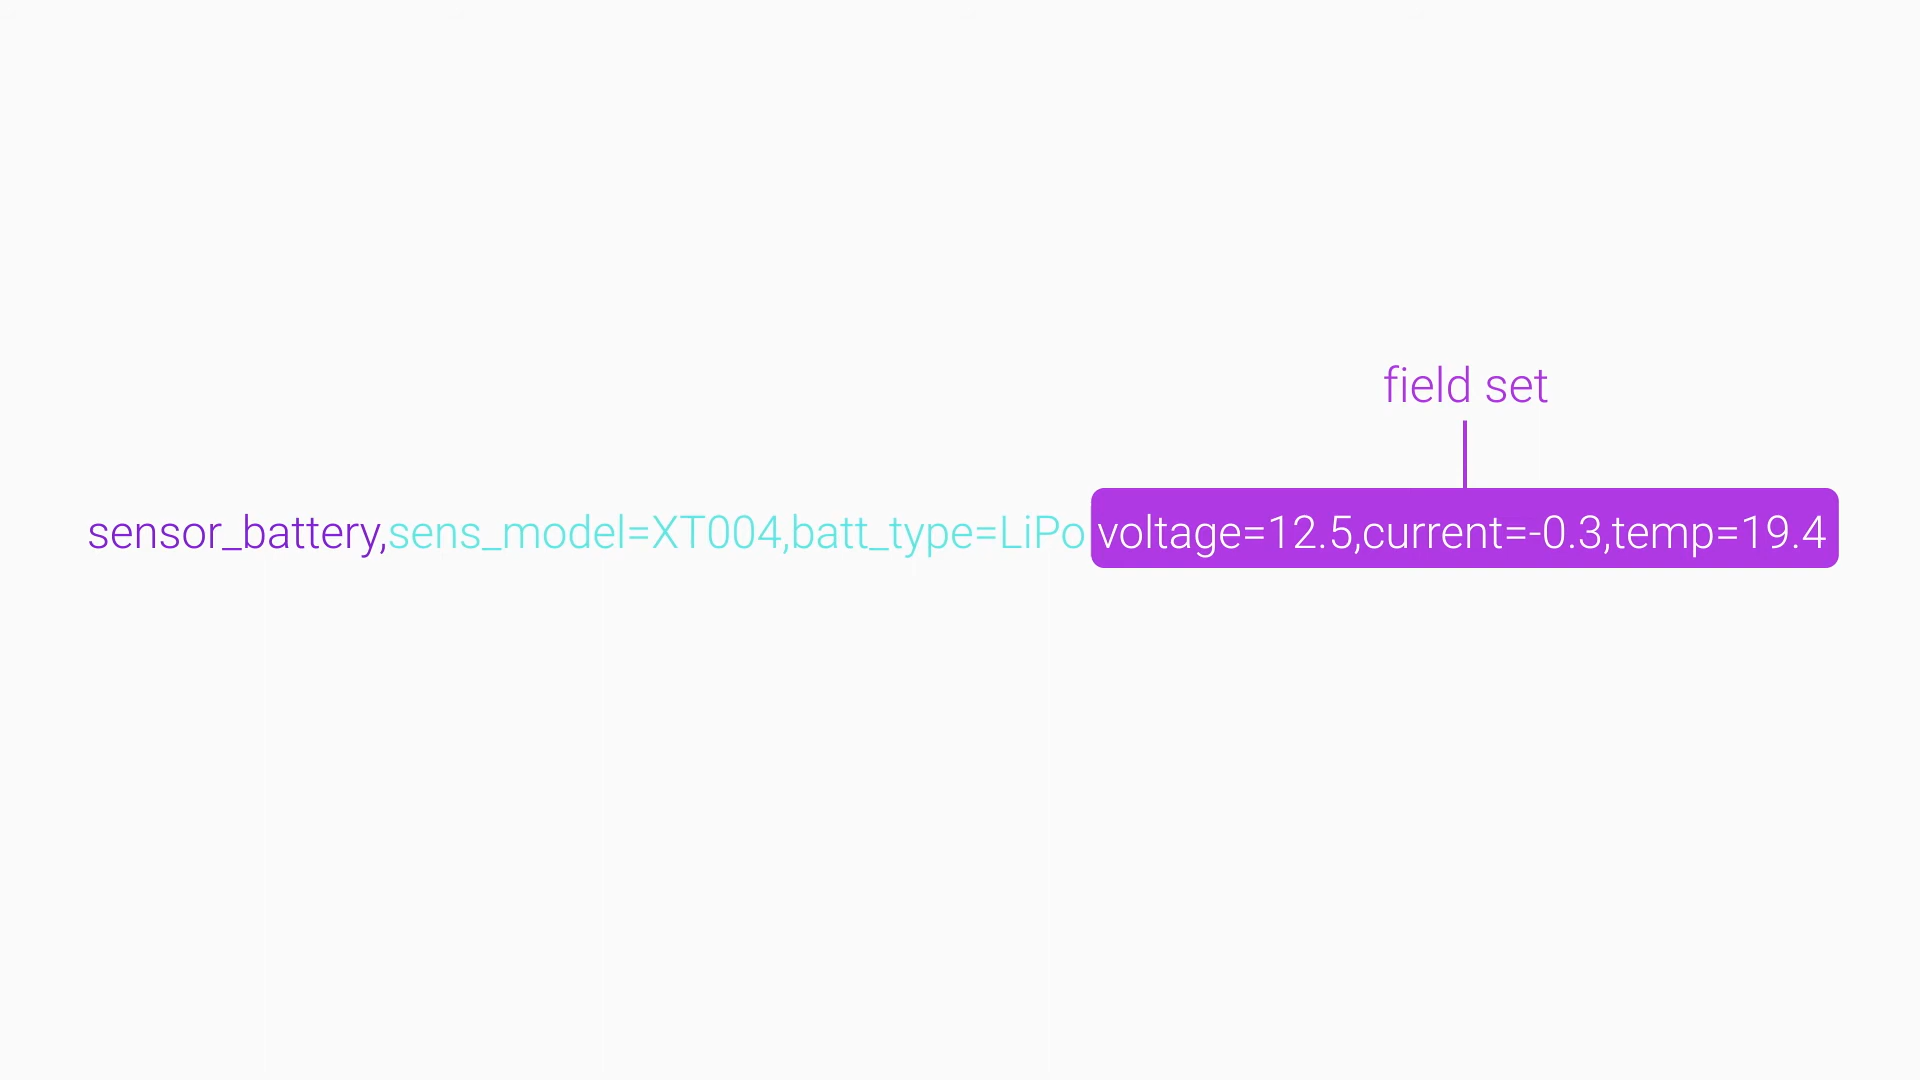 field set
sensor_battery,sens_model=XT004,batt_type=LiPo voltage=12.5,current=-0.3,temp=19.4